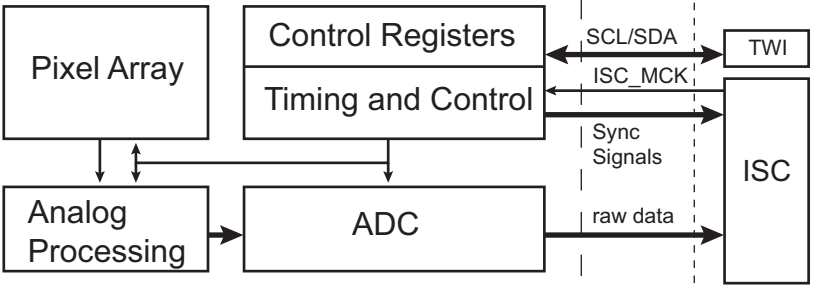 Pixel Array
Control Registers
Timing and Control
SCL/SDA
TWI
ISC_MCK
Sync
Signals
ISC
Analog
Processing
ADC
raw data